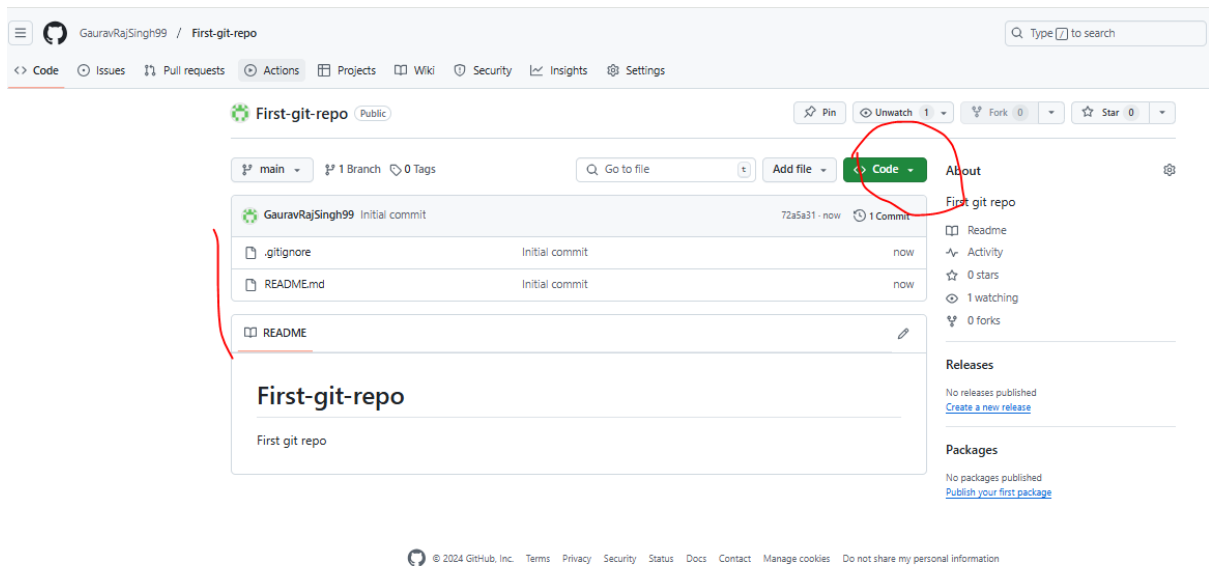 GauravRajSingh99 / First-git-repo
Type / to search
Code Issues Pull requests Actions Projects Wiki Security Insights Settings
First-git-repo Public
Pin Unwatch 1 Fork 0 Star 0
main 1 Branch 0 Tags Go to file t Add file Code
GauravRajSingh99 Initial commit 72a5a31 · now 1 Commit
.gitignore Initial commit now
README.md Initial commit now
README
First-git-repo
First git repo
About
First git repo
Readme
Activity
0 stars
1 watching
0 forks
Releases
No releases published
Create a new release
Packages
No packages published
Publish your first package
© 2024 GitHub, Inc. Terms Privacy Security Status Docs Contact Manage cookies Do not share my personal information